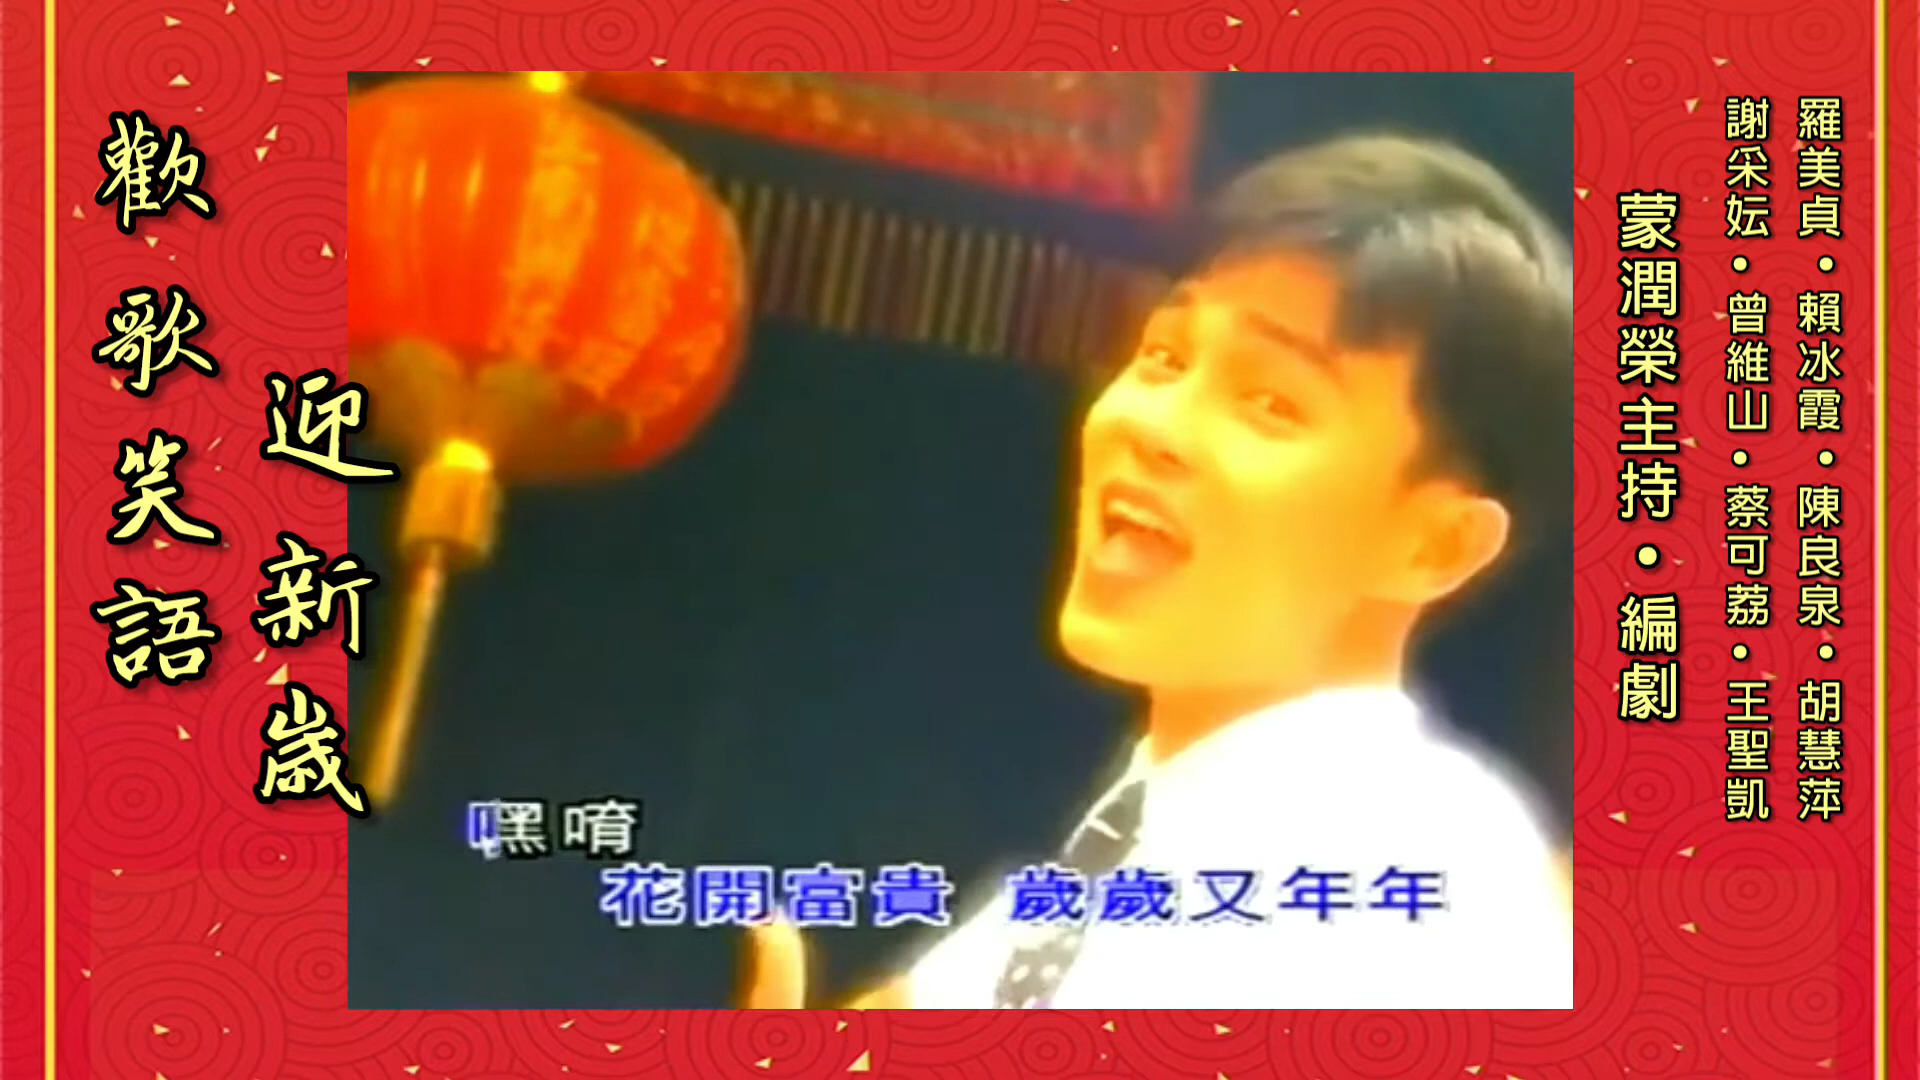 歡歌笑語
迎新歲
羅美貞・賴冰霞・陳良泉・胡慧萍
謝采妘・曾維山・蔡可荔・王聖凱
蒙潤榮主持・編劇
嘿唷
花開富貴 歲歲又年年